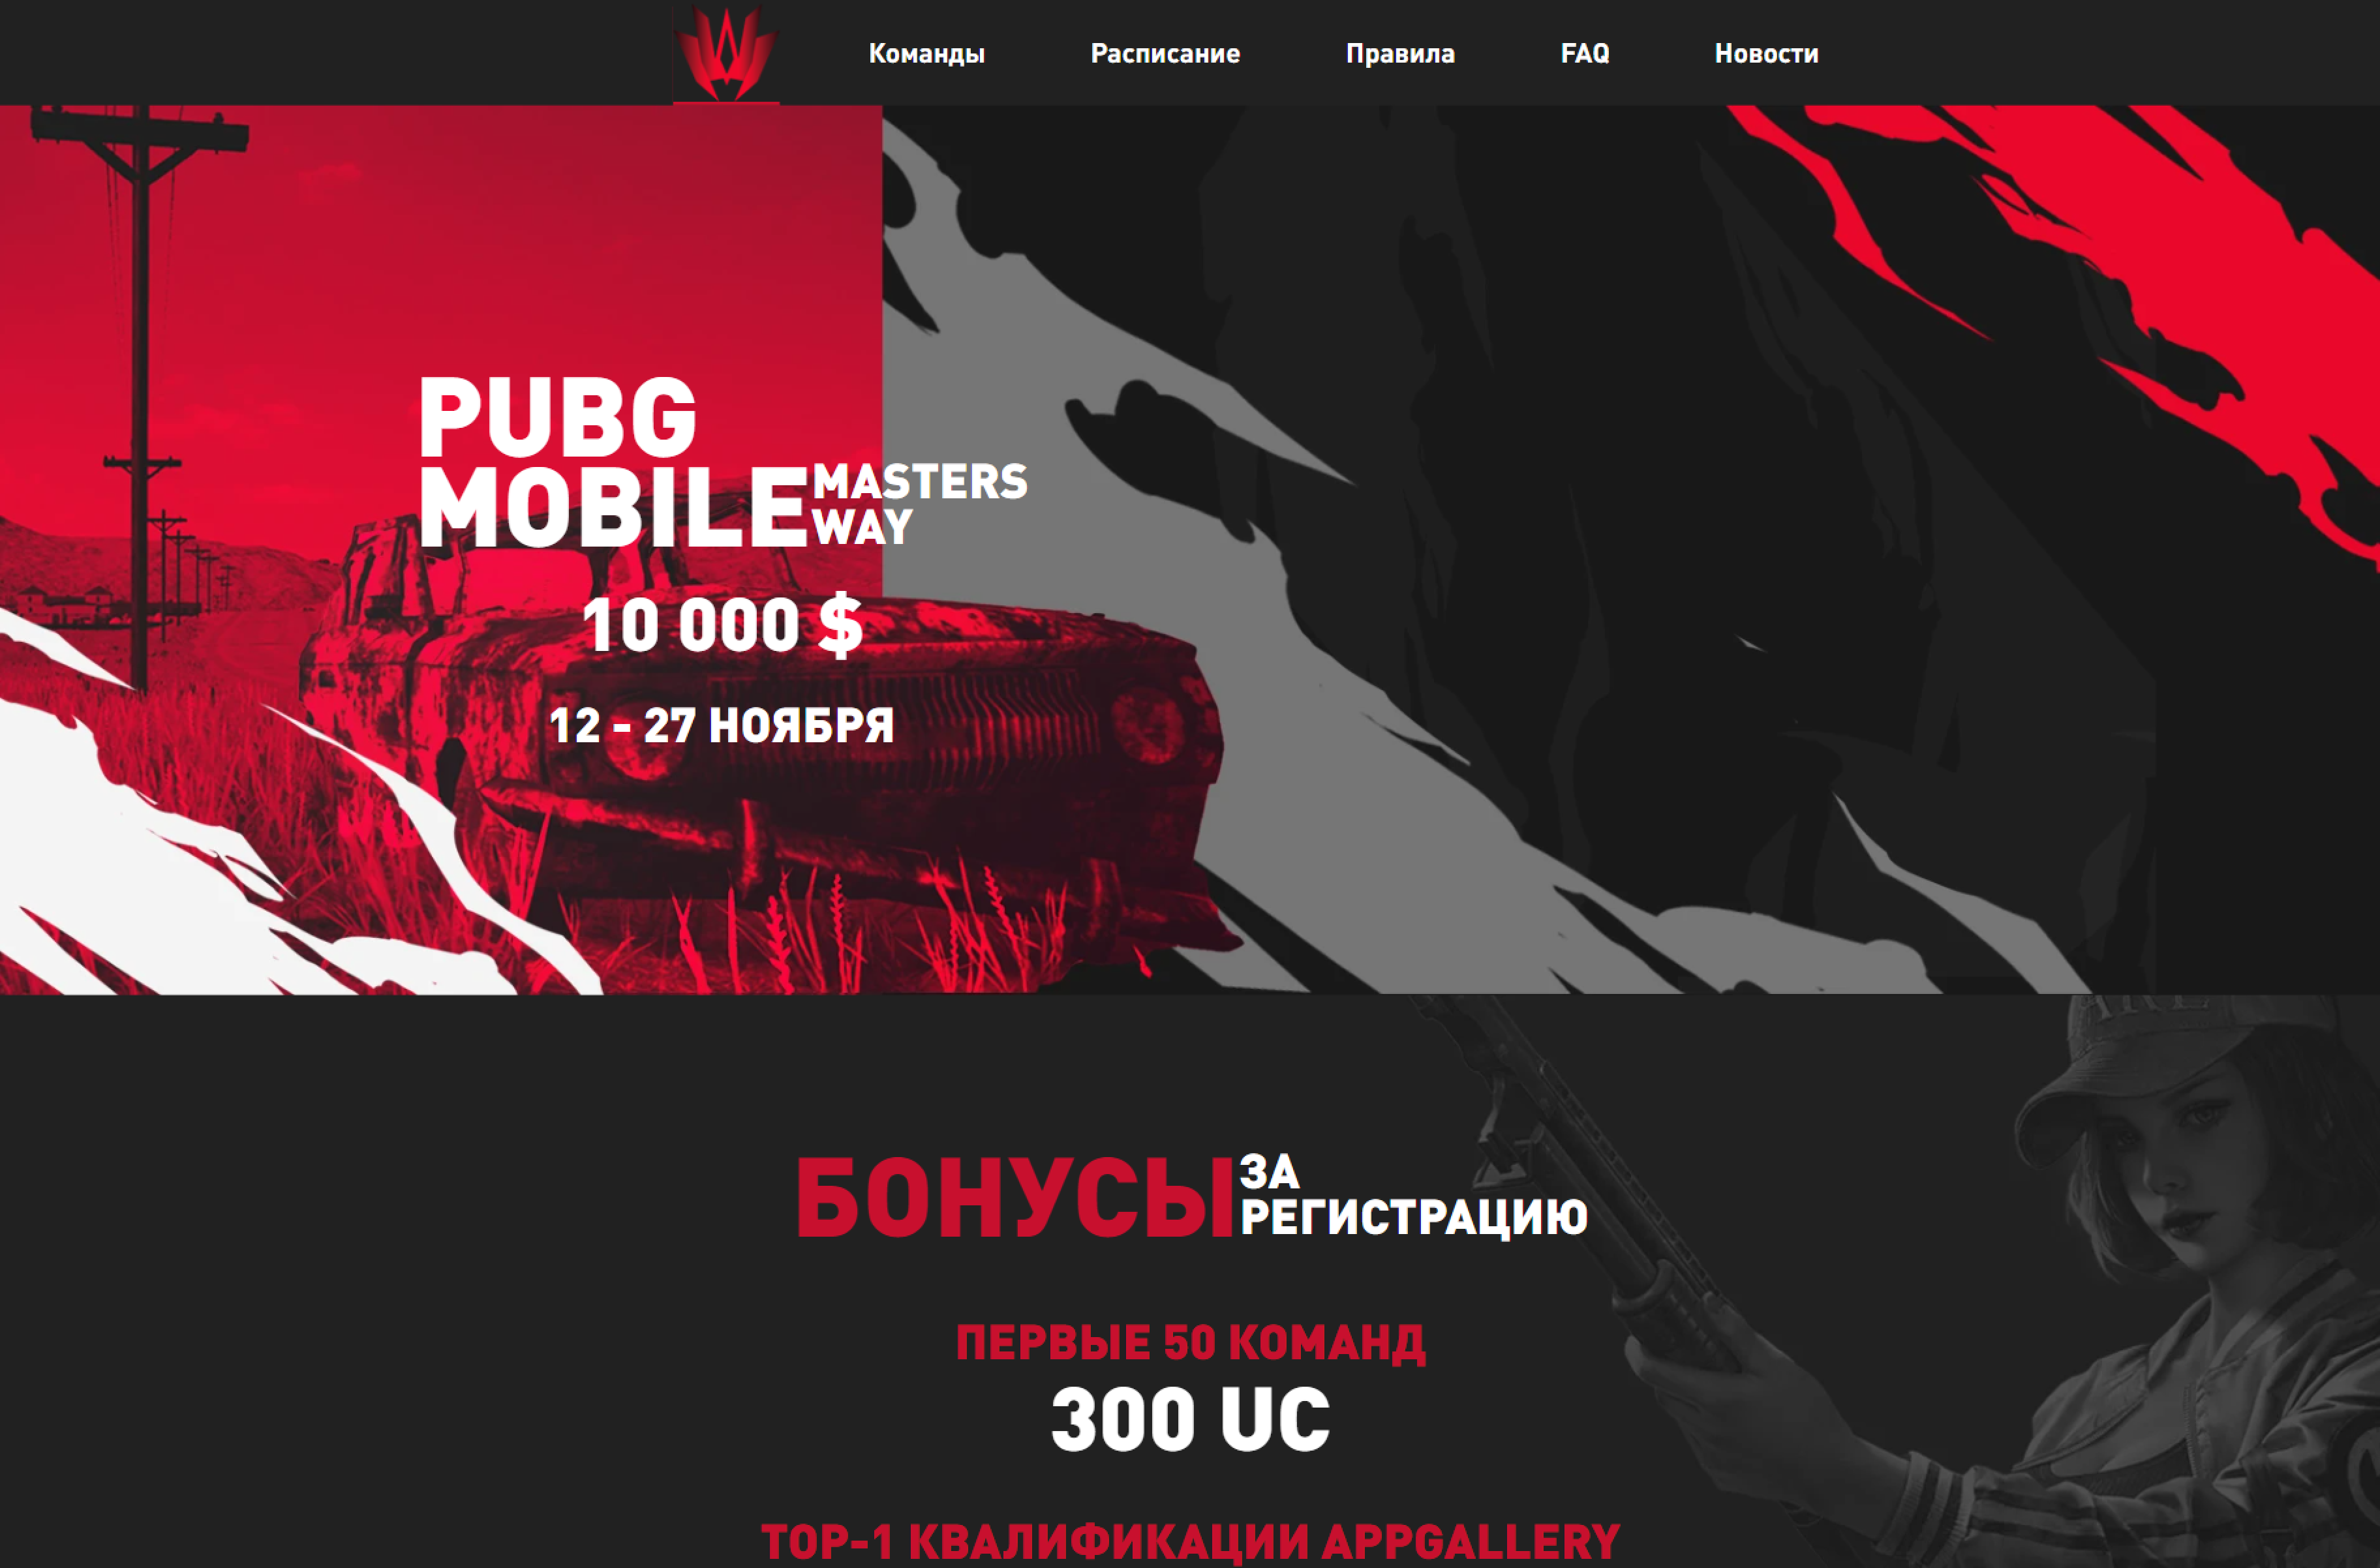 Команды
Расписание
Правила
FAQ
Новости
PUBG
MOBILE
MASTERS
WAY
10 000 $
12 - 27 НОЯБРЯ
БОНУСЫ
ЗА
РЕГИСТРАЦИЮ
ПЕРВЫЕ 50 КОМАНД
300 UC
TOP-1 КВАЛИФИКАЦИИ APPGALLERY